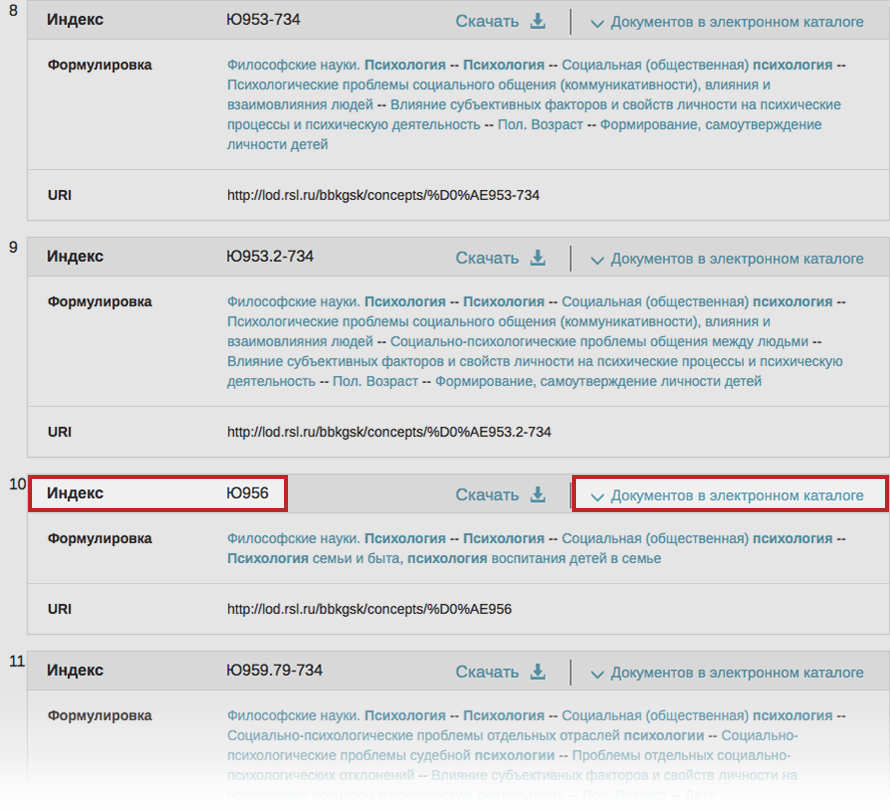 8
Индекс Ю953-734 Скачать Документов в электронном каталоге
Формулировка Философские науки. Психология -- Психология -- Социальная (общественная) психология --
Психологические проблемы социального общения (коммуникативности), влияния и
взаимовлияния людей -- Влияние субъективных факторов и свойств личности на психические
процессы и психическую деятельность -- Пол. Возраст -- Формирование, самоутверждение
личности детей
URI http://lod.rsl.ru/bbkgsk/concepts/%D0%AE953-734
9
Индекс Ю953.2-734 Скачать Документов в электронном каталоге
Формулировка Философские науки. Психология -- Психология -- Социальная (общественная) психология --
Психологические проблемы социального общения (коммуникативности), влияния и
взаимовлияния людей -- Социально-психологические проблемы общения между людьми --
Влияние субъективных факторов и свойств личности на психические процессы и психическую
деятельность -- Пол. Возраст -- Формирование, самоутверждение личности детей
URI http://lod.rsl.ru/bbkgsk/concepts/%D0%AE953.2-734
10
Индекс Ю956 Скачать Документов в электронном каталоге
Формулировка Философские науки. Психология -- Психология -- Социальная (общественная) психология --
Психология семьи и быта, психология воспитания детей в семье
URI http://lod.rsl.ru/bbkgsk/concepts/%D0%AE956
11
Индекс Ю959.79-734 Скачать Документов в электронном каталоге
Формулировка Философские науки. Психология -- Психология -- Социальная (общественная) психология --
Социально-психологические проблемы отдельных отраслей психологии -- Социально-
психологические проблемы судебной психологии -- Проблемы отдельных социально-
психологических отклонений -- Влияние субъективных факторов и свойств личности на
психические процессы и психическую деятельность -- Пол. Возраст -- Дети